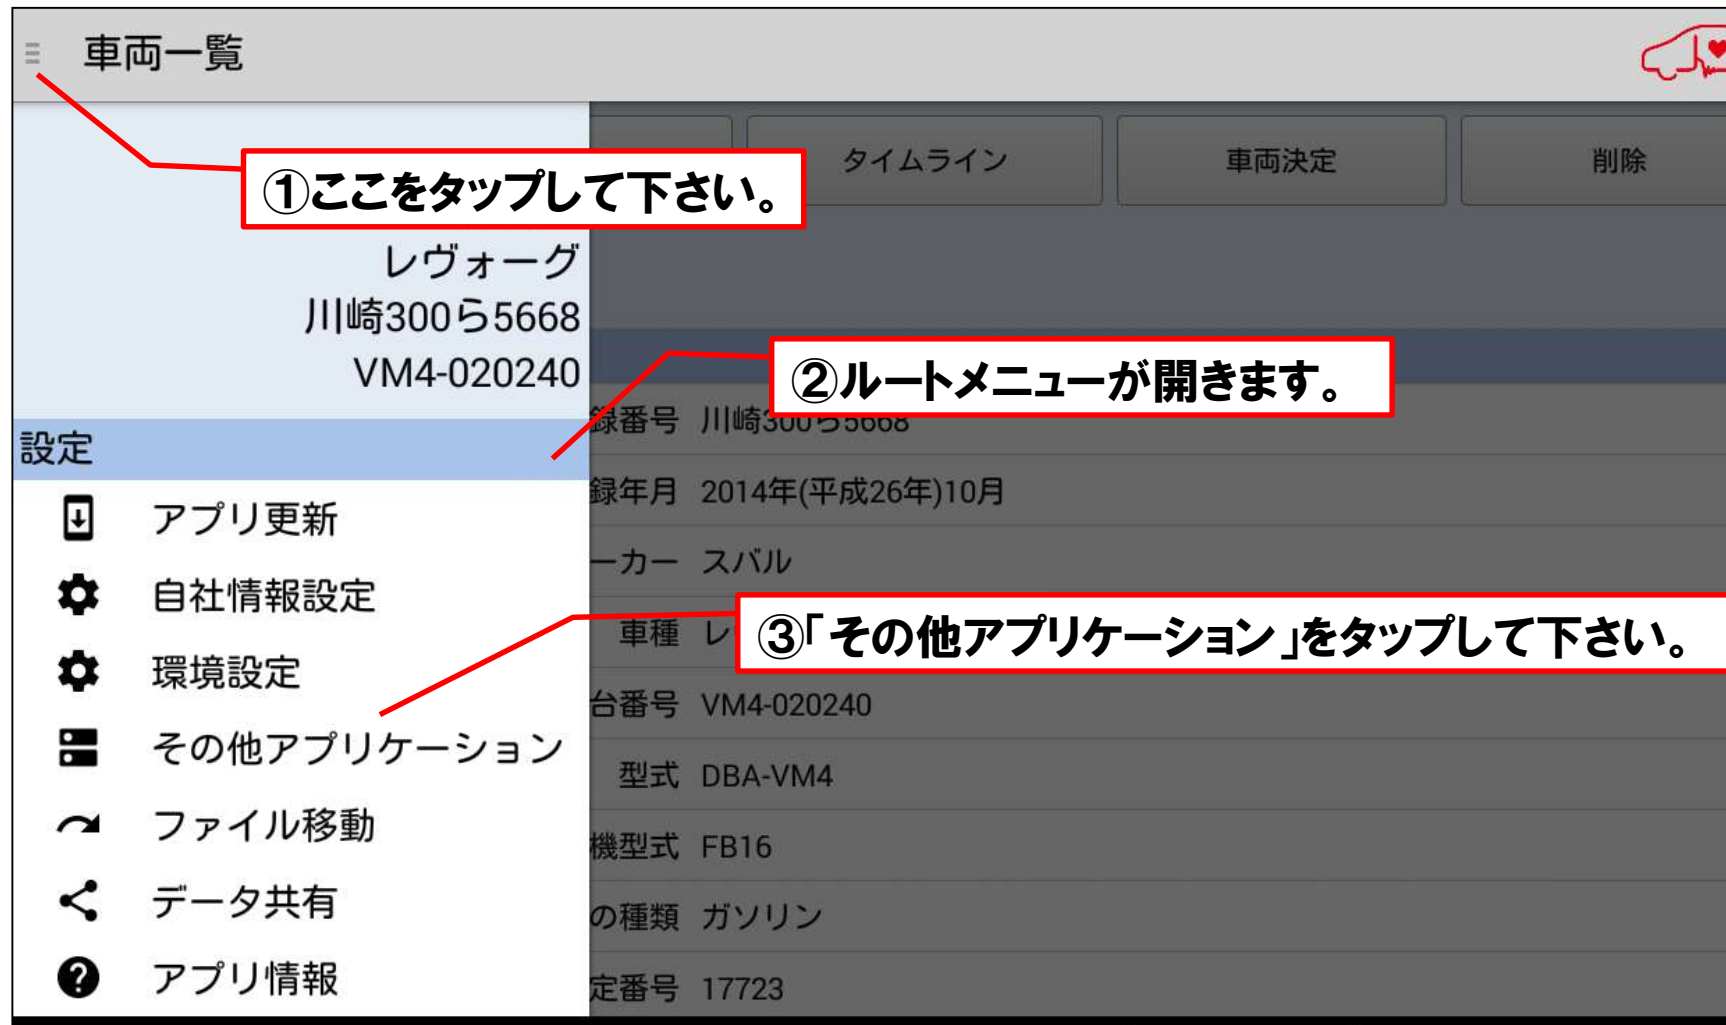 車両一覧
タイムライン
車両決定
削除
①ここをタップして下さい。
レヴォーグ
川崎300ら5668
VM4-020240
②ルートメニューが開きます。
設定
アプリ更新
自社情報設定
環境設定
その他アプリケーション
ファイル移動
データ共有
アプリ情報
録番号 川崎300ら5668
録年月 2014年(平成26年)10月
ーカー スバル
車種 レ
③「その他アプリケーション」をタップして下さい。
台番号 VM4-020240
型式 DBA-VM4
機型式 FB16
の種類 ガソリン
定番号 17723